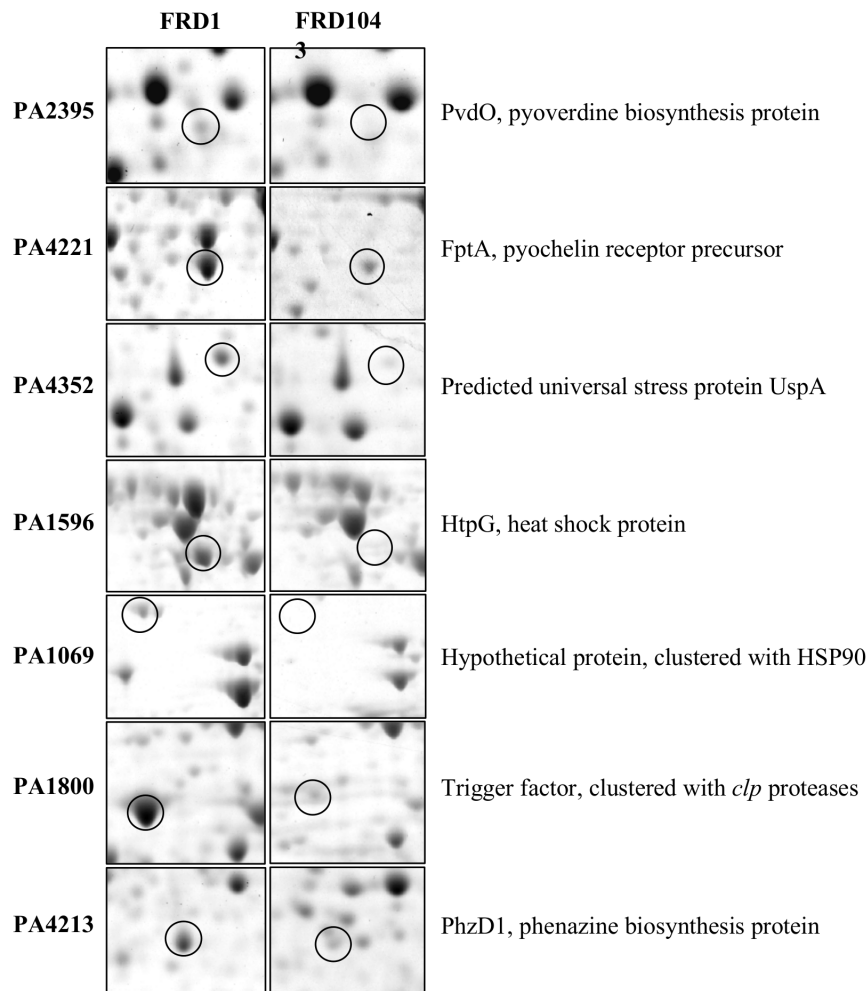 FRD1 FRD104
3
PA2395 PvdO, pyoverdine biosynthesis protein
PA4221 FptA, pyochelin receptor precursor
PA4352 Predicted universal stress protein UspA
PA1596 HtpG, heat shock protein
PA1069 Hypothetical protein, clustered with HSP90
PA1800 Trigger factor, clustered with clp proteases
PA4213 PhzD1, phenazine biosynthesis protein